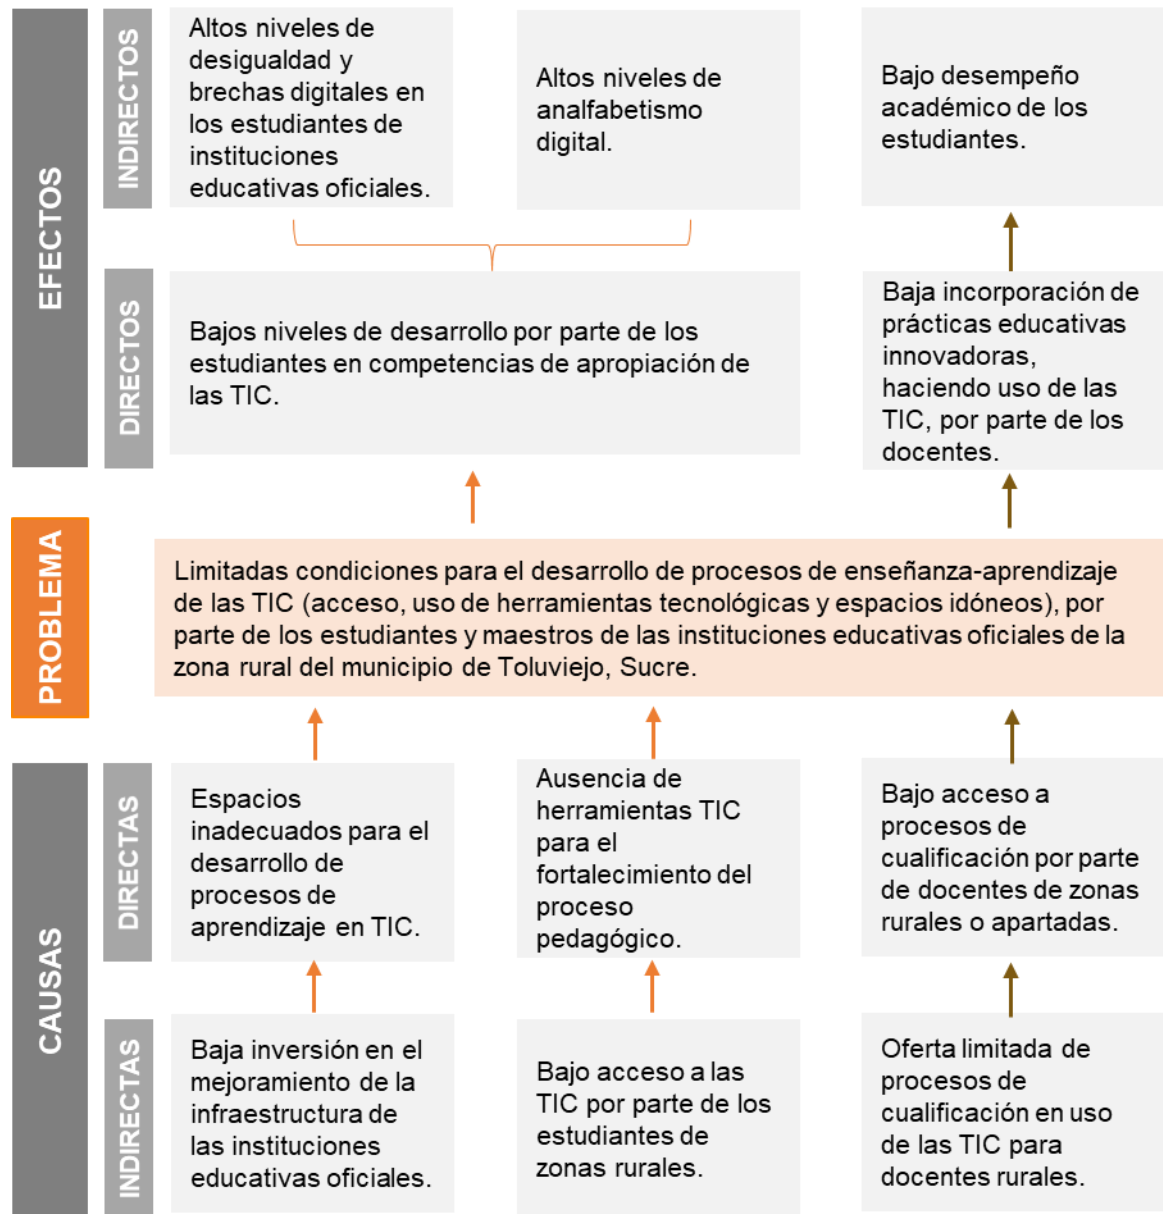 EFECTOS
INDIRECTOS
Altos niveles de
desigualdad y
brechas digitales en
los estudiantes de
instituciones
educativas oficiales.
Altos niveles de
analfabetismo
digital.
Bajo desempeño
académico de los
estudiantes.
DIRECTOS
Bajos niveles de desarrollo por parte de los
estudiantes en competencias de apropiación de
las TIC.
Baja incorporación de
prácticas educativas
innovadoras,
haciendo uso de las
TIC, por parte de los
docentes.
PROBLEMA
Limitadas condiciones para el desarrollo de procesos de enseñanza-aprendizaje
de las TIC (acceso, uso de herramientas tecnológicas y espacios idóneos), por
parte de los estudiantes y maestros de las instituciones educativas oficiales de la
zona rural del municipio de Toluviejo, Sucre.
CAUSAS
DIRECTAS
Espacios
inadecuados para el
desarrollo de
procesos de
aprendizaje en TIC.
Ausencia de
herramientas TIC
para el
fortalecimiento del
proceso
pedagógico.
Bajo acceso a
procesos de
cualificación por parte
de docentes de zonas
rurales o apartadas.
INDIRECTAS
Baja inversión en el
mejoramiento de la
infraestructura de
las instituciones
educativas oficiales.
Bajo acceso a las
TIC por parte de los
estudiantes de
zonas rurales.
Oferta limitada de
procesos de
cualificación en uso
de las TIC para
docentes rurales.